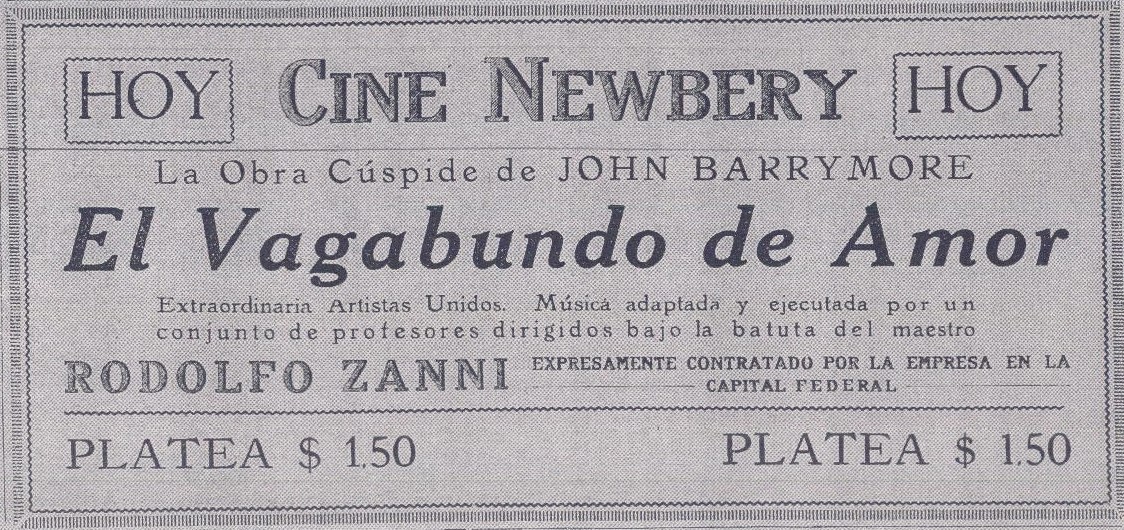 HOY CINE NEWBERY HOY
La Obra Cúspide de JOHN BARRYMORE
El Vagabundo de Amor
Extraordinaria Artistas Unidos. Música adaptada y ejecutada por un
conjunto de profesores dirigidos bajo la batuta del maestro
RODOLFO ZANNI EXPRESAMENTE CONTRATADO POR LA EMPRESA EN LA
CAPITAL FEDERAL
PLATEA $ 1.50 PLATEA $ 1.50